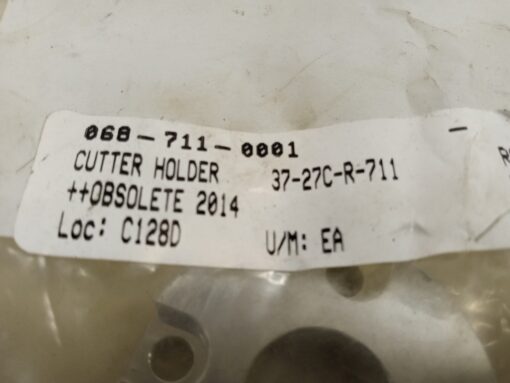 068-711-0001
CUTTER HOLDER 37-27C-R-711
++OBSOLETE 2014
Loc: C128D U/M: EA